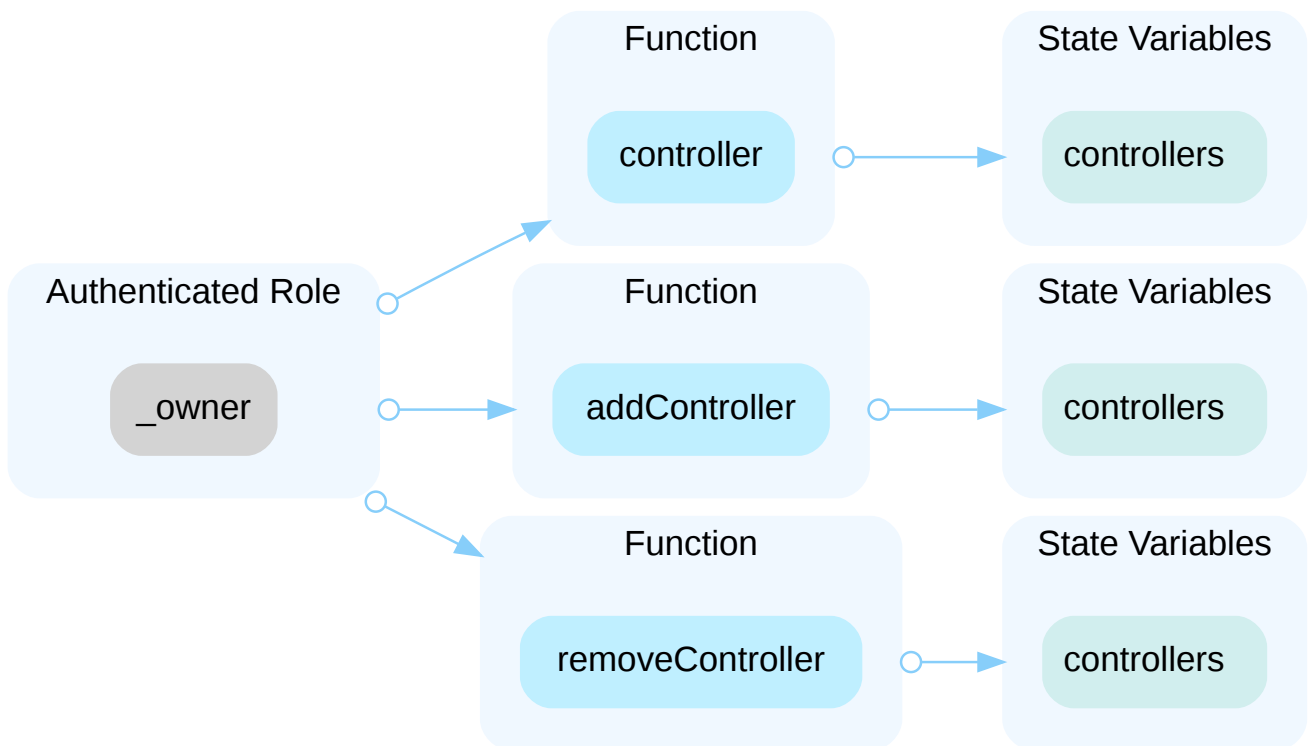 Function
controller
State Variables
controllers
Authenticated Role
_owner
Function
addController
State Variables
controllers
Function
removeController
State Variables
controllers